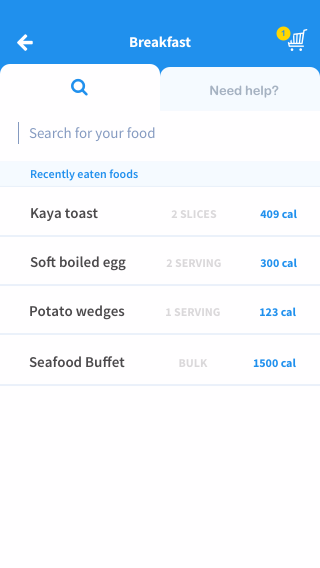 Breakfast
1
Need help?
Search for your food
Recently eaten foods
Kaya toast 2 SLICES 409 cal
Soft boiled egg 2 SERVING 300 cal
Potato wedges 1 SERVING 123 cal
Seafood Buffet BULK 1500 cal